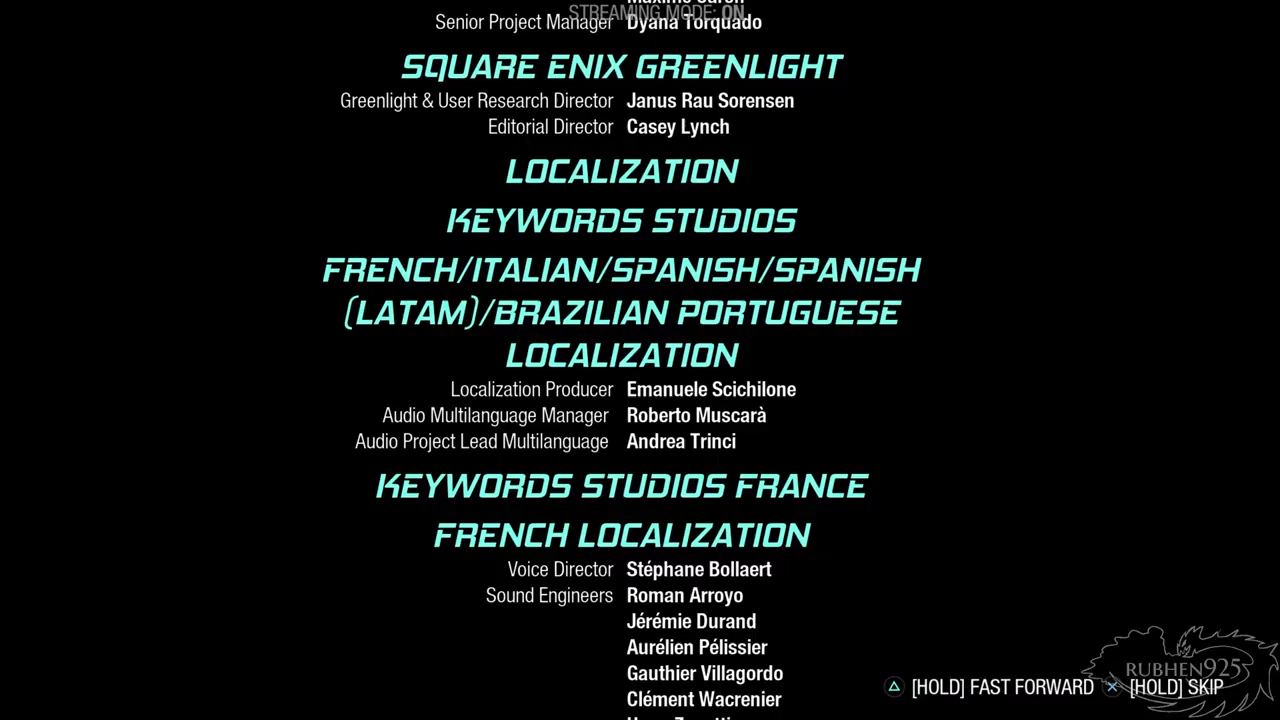 STREAMING MODE: ON
Senior Project Manager Dyana Torquado
SQUARE ENIX GREENLIGHT
Greenlight & User Research Director Janus Rau Sorensen
Editorial Director Casey Lynch
LOCALIZATION
KEYWORDS STUDIOS
FRENCH/ITALIAN/SPANISH/SPANISH
(LATAM)/BRAZILIAN PORTUGUESE
LOCALIZATION
Localization Producer Emanuele Scichilone
Audio Multilanguage Manager Roberto Muscarà
Audio Project Lead Multilanguage Andrea Trinci
KEYWORDS STUDIOS FRANCE
FRENCH LOCALIZATION
Voice Director Stéphane Bollaert
Sound Engineers Roman Arroyo
Jérémie Durand
Aurélien Pélissier
Gauthier Villagordo
Clément Wacrenier
RUBHEN925
[HOLD] FAST FORWARD [HOLD] SKIP